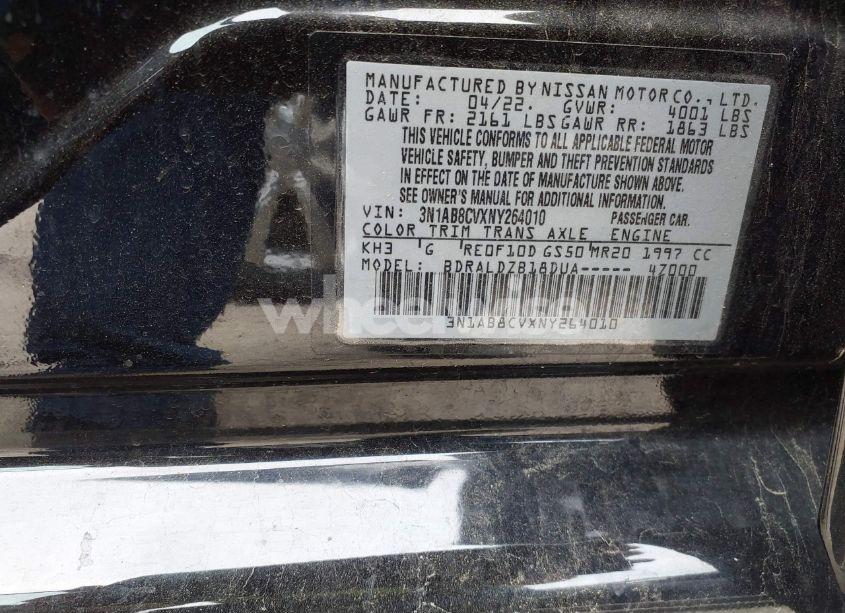 MANUFACTURED BY NISSAN MOTOR CO., LTD.
DATE: 04/22. GVWR: 4001 LBS
GAWR FR: 2161 LBS GAWR RR: 1863 LBS
THIS VEHICLE CONFORMS TO ALL APPLICABLE FEDERAL MOTOR
VEHICLE SAFETY, BUMPER AND THEFT PREVENTION STANDARDS
IN EFFECT ON THE DATE OF MANUFACTURE SHOWN ABOVE.
SEE OWNER'S MANUAL FOR ADDITIONAL INFORMATION.
VIN: 3N1AB8CVXNY264010 PASSENGER CAR.
COLOR TRIM TRANS AXLE ENGINE
KH3 G RE0F10D GS50 MR20 1997 CC
MODEL: BDRALDZB18DUA----- 47000
3N1AB8CVXNY264010